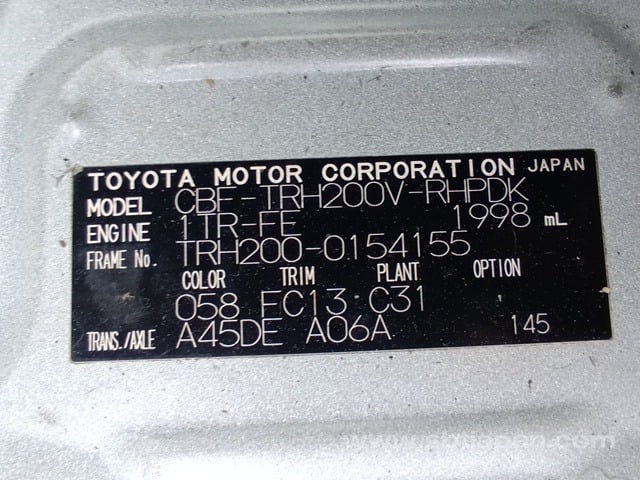 TOYOTA MOTOR CORPORATION JAPAN
MODEL CBF-TRH200V-RHPDK
ENGINE 1TR-FE 1998 mL
FRAME No. TRH200-0154155
COLOR TRIM PLANT OPTION
058 FC13 C31
TRANS./AXLE A45DE A06A 145